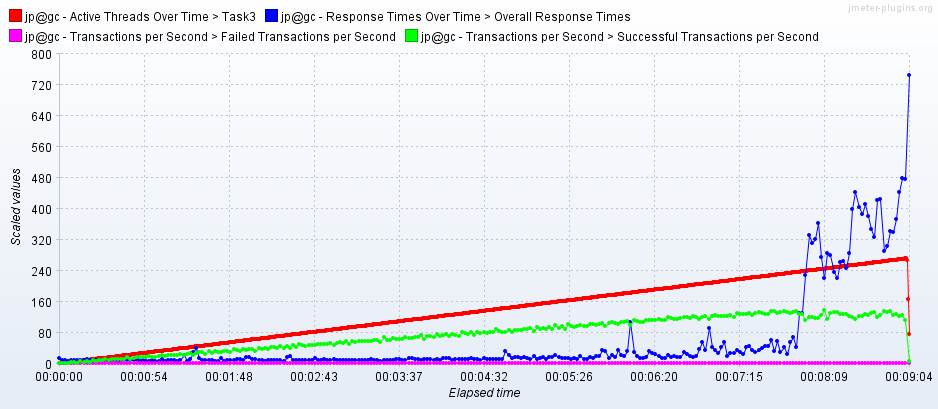 jmeter-plugins.org
jp@gc - Active Threads Over Time > Task3 jp@gc - Response Times Over Time > Overall Response Times
jp@gc - Transactions per Second > Failed Transactions per Second jp@gc - Transactions per Second > Successful Transactions per Second
800
720
640
560
480
400
320
240
160
80
0
Scaled values
00:00:00 00:00:54 00:01:48 00:02:43 00:03:37 00:04:32 00:05:26 00:06:20 00:07:15 00:08:09 00:09:04
Elapsed time